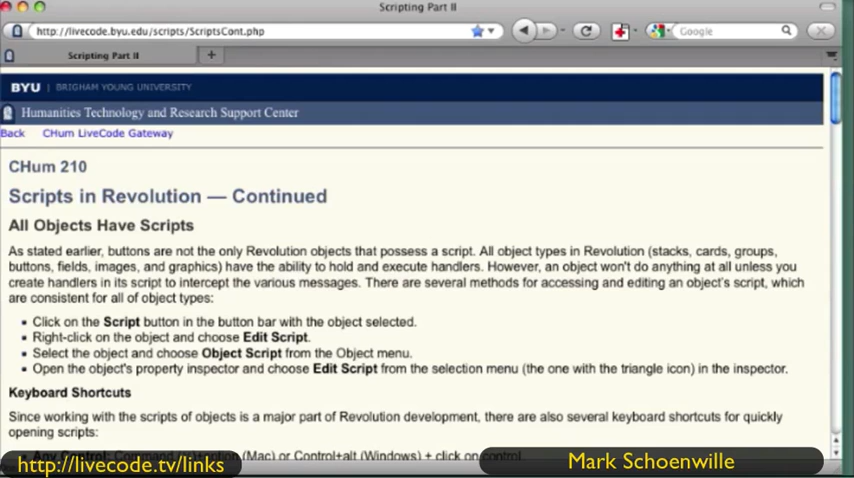 Scripting Part II
http://livecode.byu.edu/scripts/ScriptsCont.php
Google
Scripting Part II
BYU | BRIGHAM YOUNG UNIVERSITY
Humanities Technology and Research Support Center
Back CHum LiveCode Gateway
CHum 210
Scripts in Revolution — Continued
All Objects Have Scripts
As stated earlier, buttons are not the only Revolution objects that possess a script. All object types in Revolution (stacks, cards, groups,
buttons, fields, images, and graphics) have the ability to hold and execute handlers. However, an object won't do anything at all unless you
create handlers in its script to intercept the various messages. There are several methods for accessing and editing an object's script, which
are consistent for all of object types:
Click on the Script button in the button bar with the object selected.
Right-click on the object and choose Edit Script.
Select the object and choose Object Script from the Object menu.
Open the object's property inspector and choose Edit Script from the selection menu (the one with the triangle icon) in the inspector.
Keyboard Shortcuts
Since working with the scripts of objects is a major part of Revolution development, there are also several keyboard shortcuts for quickly
opening scripts:
Any Control: Command +option (Mac) or Control+alt (Windows) + click on control.
http://livecode.tv/links
Mark Schoenwille